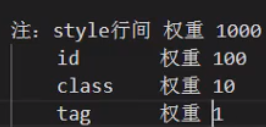 注：style行间 权重 1000
id 权重 100
class 权重 10
tag 权重 1